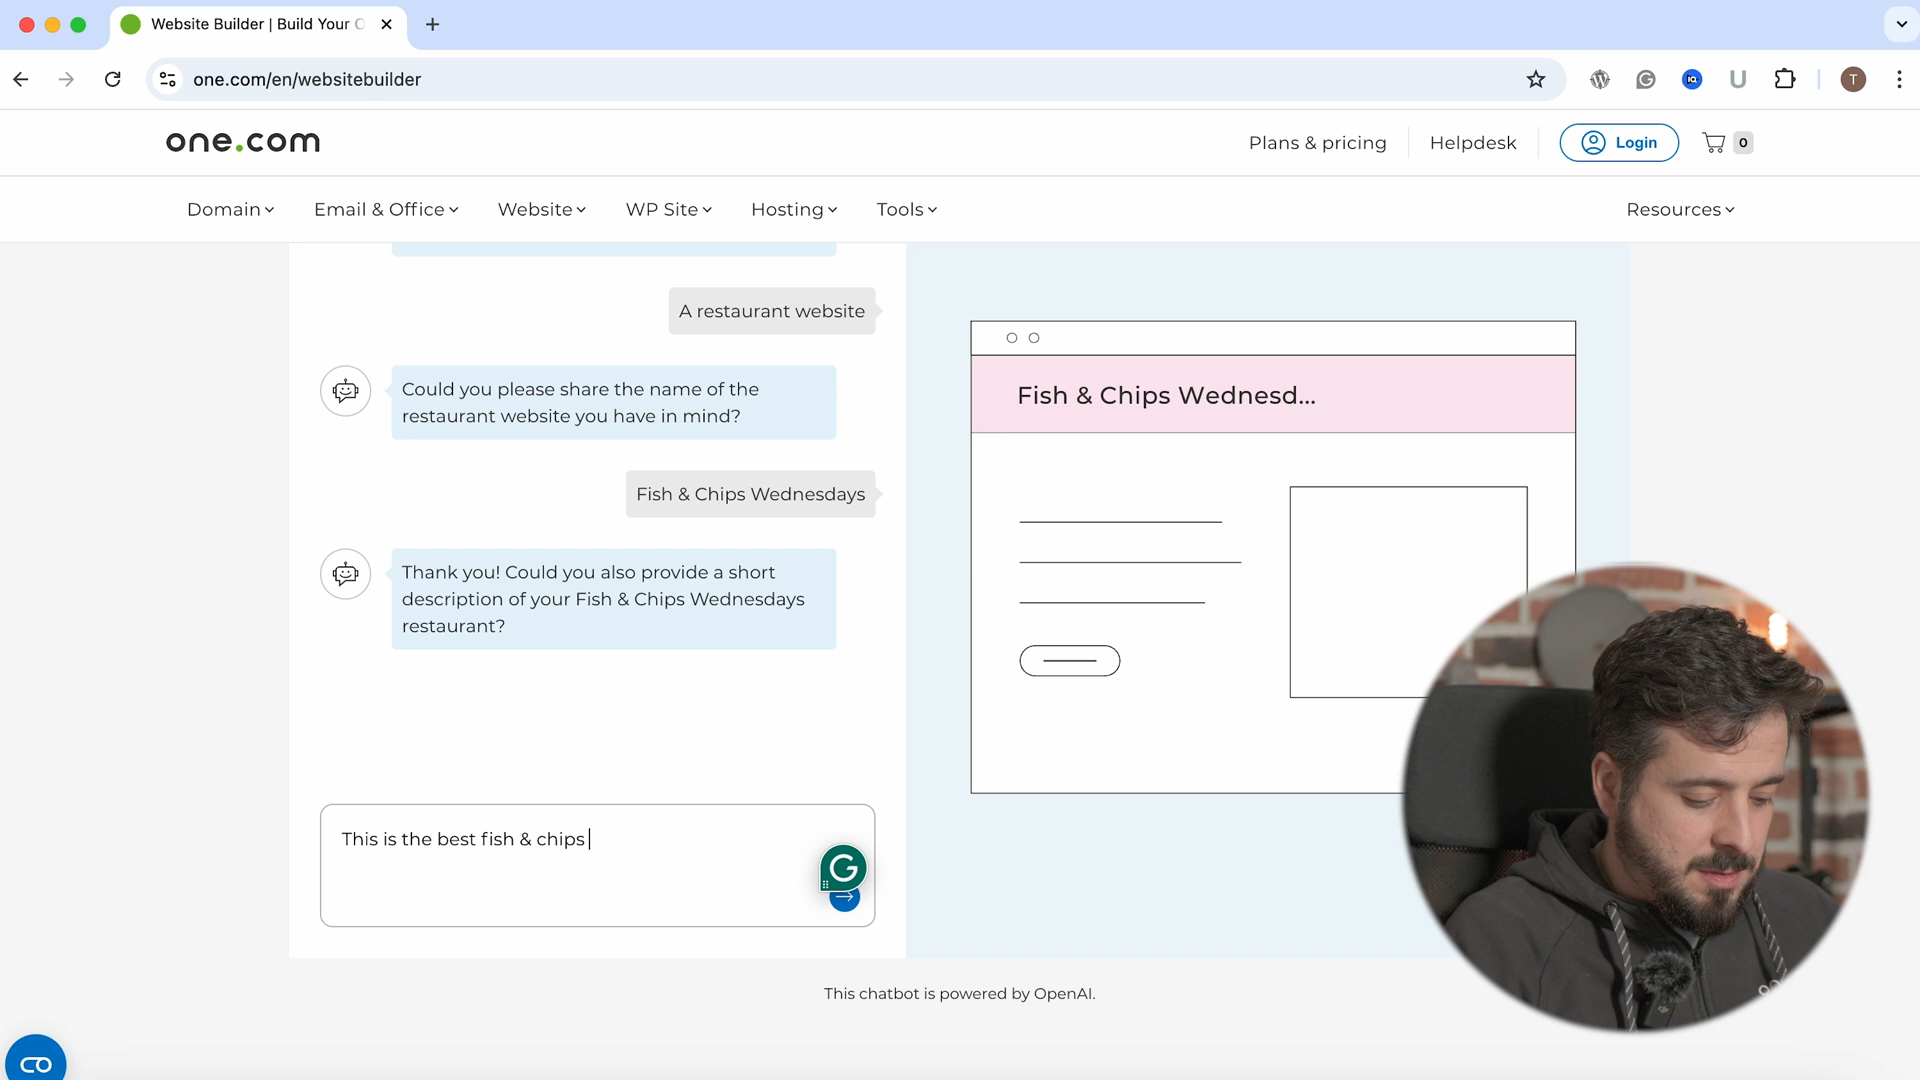 Website Builder | Build Your O
one.com/en/websitebuilder
T
one.com
Plans & pricing
Helpdesk
Login
0
Domain
Email & Office
Website
WP Site
Hosting
Tools
Resources
A restaurant website
Could you please share the name of the
restaurant website you have in mind?
Fish & Chips Wednesdays
Thank you! Could you also provide a short
description of your Fish & Chips Wednesdays
restaurant?
This is the best fish & chips
Fish & Chips Wednesd...
This chatbot is powered by OpenAI.